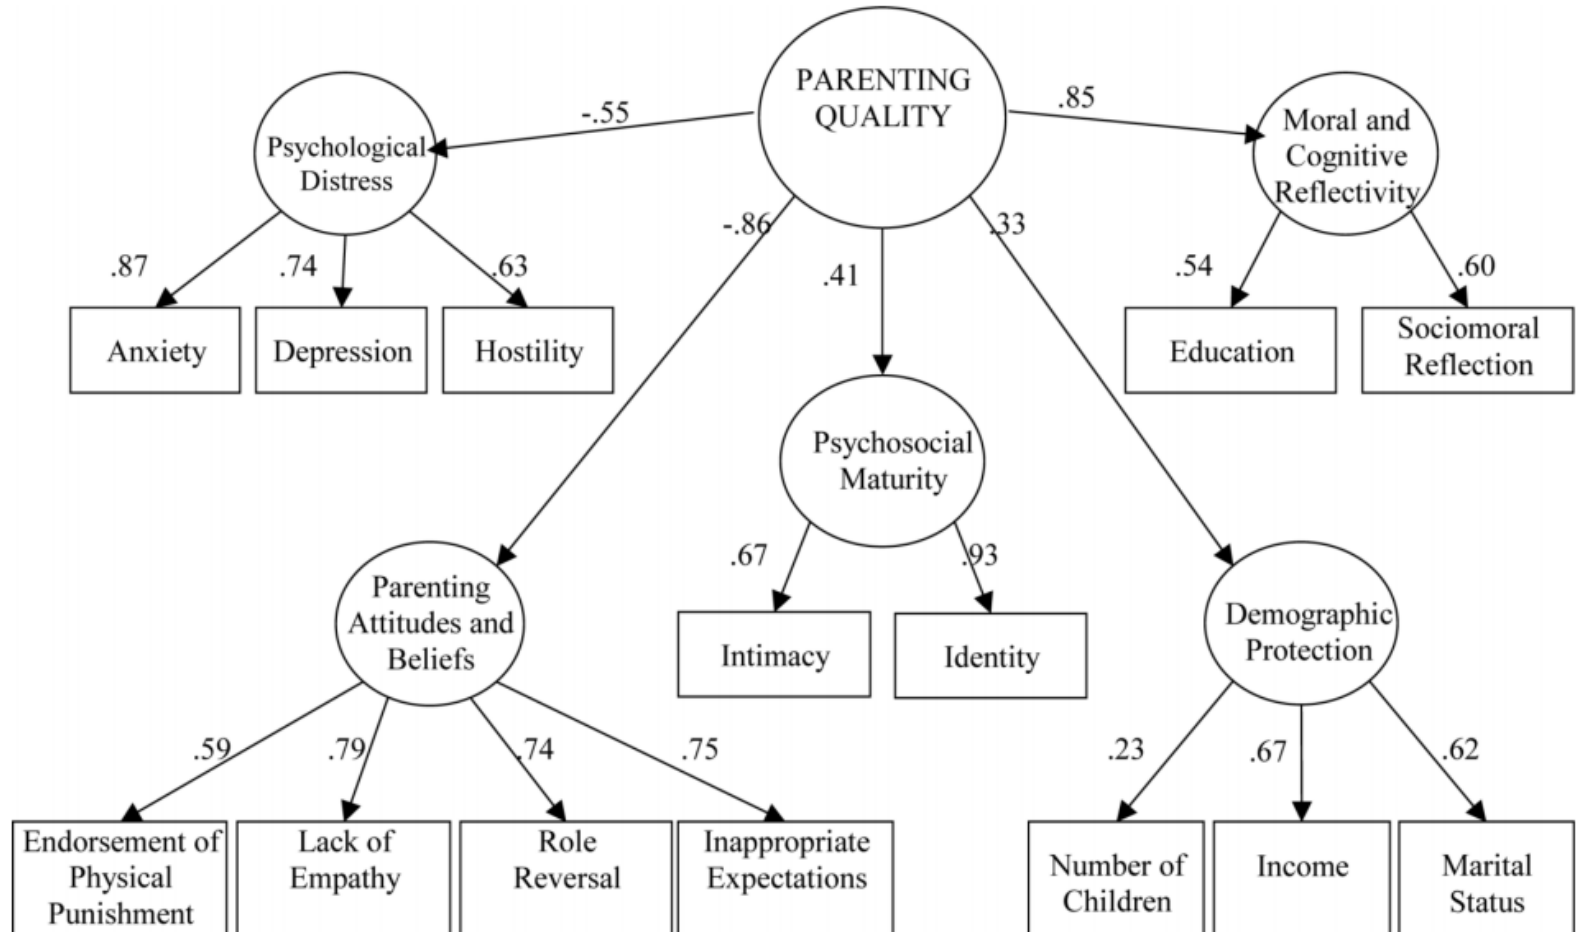 PARENTING
QUALITY
-.55
.85
-.86
.41
.33
Psychological
Distress
.87
.74
.63
Anxiety
Depression
Hostility
Moral and
Cognitive
Reflectivity
.54
.60
Education
Sociomoral
Reflection
Psychosocial
Maturity
.67
.93
Intimacy
Identity
Parenting
Attitudes and
Beliefs
.59
.79
.74
.75
Endorsement of
Physical
Punishment
Lack of
Empathy
Role
Reversal
Inappropriate
Expectations
Demographic
Protection
.23
.67
.62
Number of
Children
Income
Marital
Status